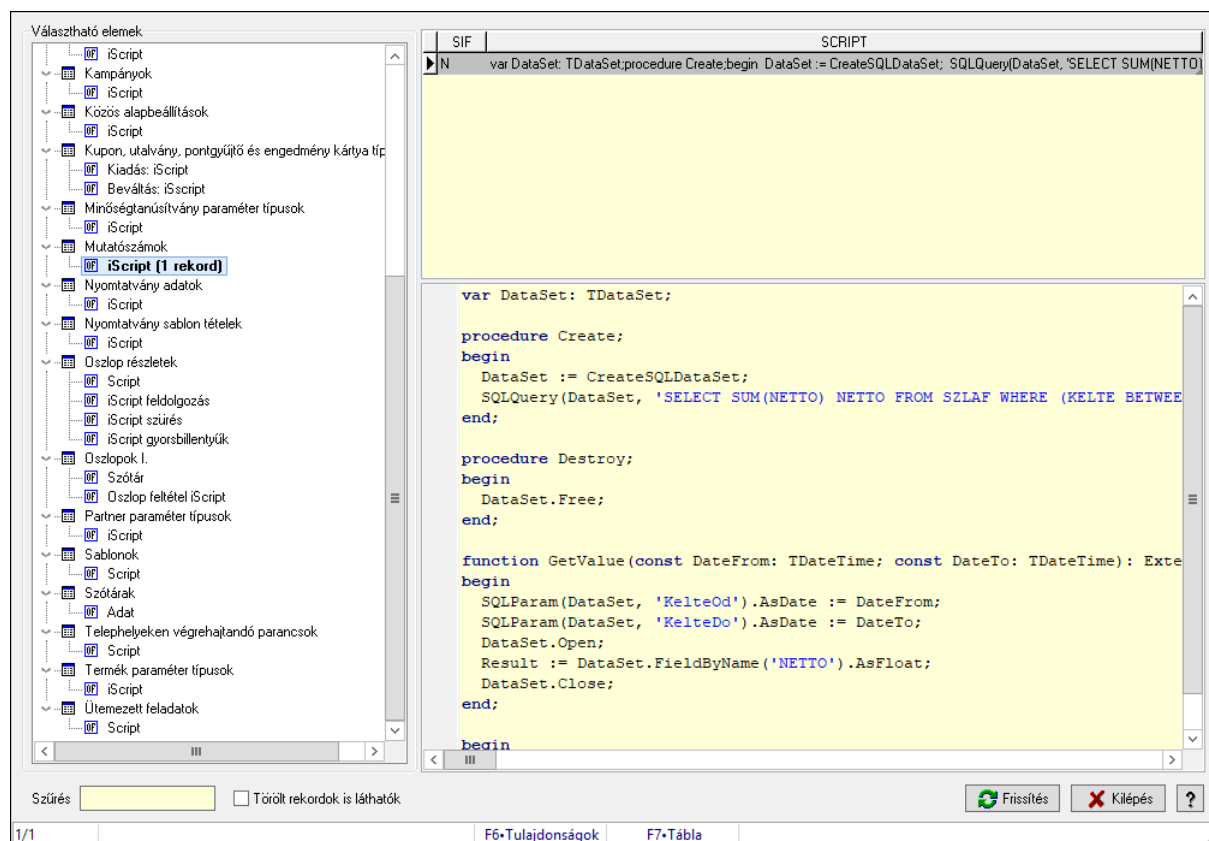 Választható elemek
iScript
Kampányok
iScript
Közös alapbeállítások
iScript
Kupon, utalvány, pontgyűjtő és engedmény kártya típ
Kiadás: iScript
Beváltás: iSscript
Minőségtanúsítvány paraméter típusok
iScript
Mutatószámok
iScript (1 rekord)
Nyomtatvány adatok
iScript
Nyomtatvány sablon tételek
iScript
Oszlop részletek
Script
iScript feldolgozás
iScript szürés
iScript gyorsbillentyűk
Oszlopok I.
Szótár
Oszlop feltétel iScript
Partner paraméter típusok
iScript
Sablonok
Script
Szótárak
Adat
Telephelyeken végrehajtandó parancsok
Script
Termék paraméter típusok
iScript
Ütemezett feladatok
Script
SIF SCRIPT
N var DataSet: TDataSet;procedure Create;begin DataSet := CreateSQLDataSet; SQLQuery(DataSet, 'SELECT SUM(NETTO)
var DataSet: TDataSet;
procedure Create;
begin
DataSet := CreateSQLDataSet;
SQLQuery(DataSet, 'SELECT SUM(NETTO) NETTO FROM SZLAF WHERE (KELTE BETWEE
end;
procedure Destroy;
begin
DataSet.Free;
end;
function GetValue(const DateFrom: TDateTime; const DateTo: TDateTime): Exte
begin
SQLParam(DataSet, 'KelteOd').AsDate := DateFrom;
SQLParam(DataSet, 'KelteDo').AsDate := DateTo;
DataSet.Open;
Result := DataSet.FieldByName('NETTO').AsFloat;
DataSet.Close;
end;
begin
Szűrés Törölt rekordok is láthatók Frissítés Kilépés ?
1/1 F6•Tulajdonságok F7•Tábla